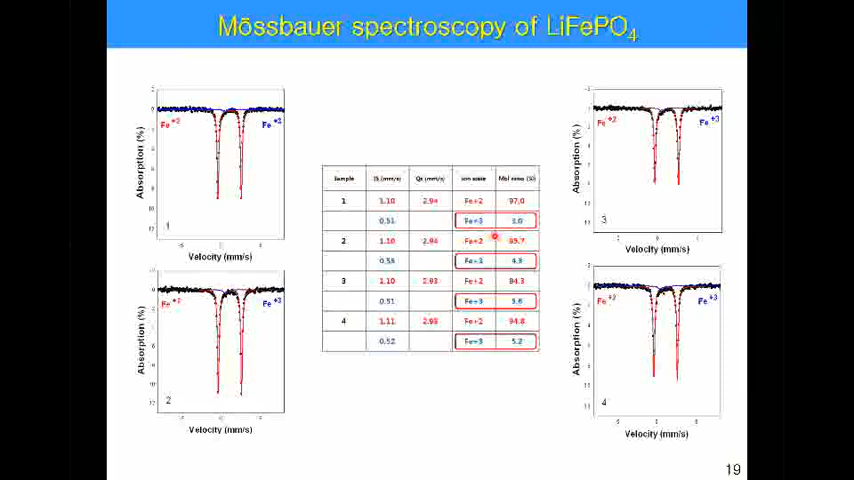 Mössbauer spectroscopy of LiFePO4
Fe+2
Fe+3
Absorption (%)
1
Velocity (mm/s)
Fe+2
Fe+3
Absorption (%)
2
Velocity (mm/s)
Sample IS (mm/s) Qs (mm/s) Ion state
1 1.10 2.94 Fe+2 97.0
0.51 Fe+3 3.0
2 1.10 2.94 Fe+2 95.7
Fe+3 4.3
3 1.10 2.93 Fe+2 94.3
0.51 Fe+3
4 1.11 2.95 Fe+2 94.8
0.52 Fe+3 5.2
Fe+2
Fe+3
Absorption (%)
3
Velocity (mm/s)
Fe+2
Fe+3
Absorption (%)
4
Velocity (mm/s)
19